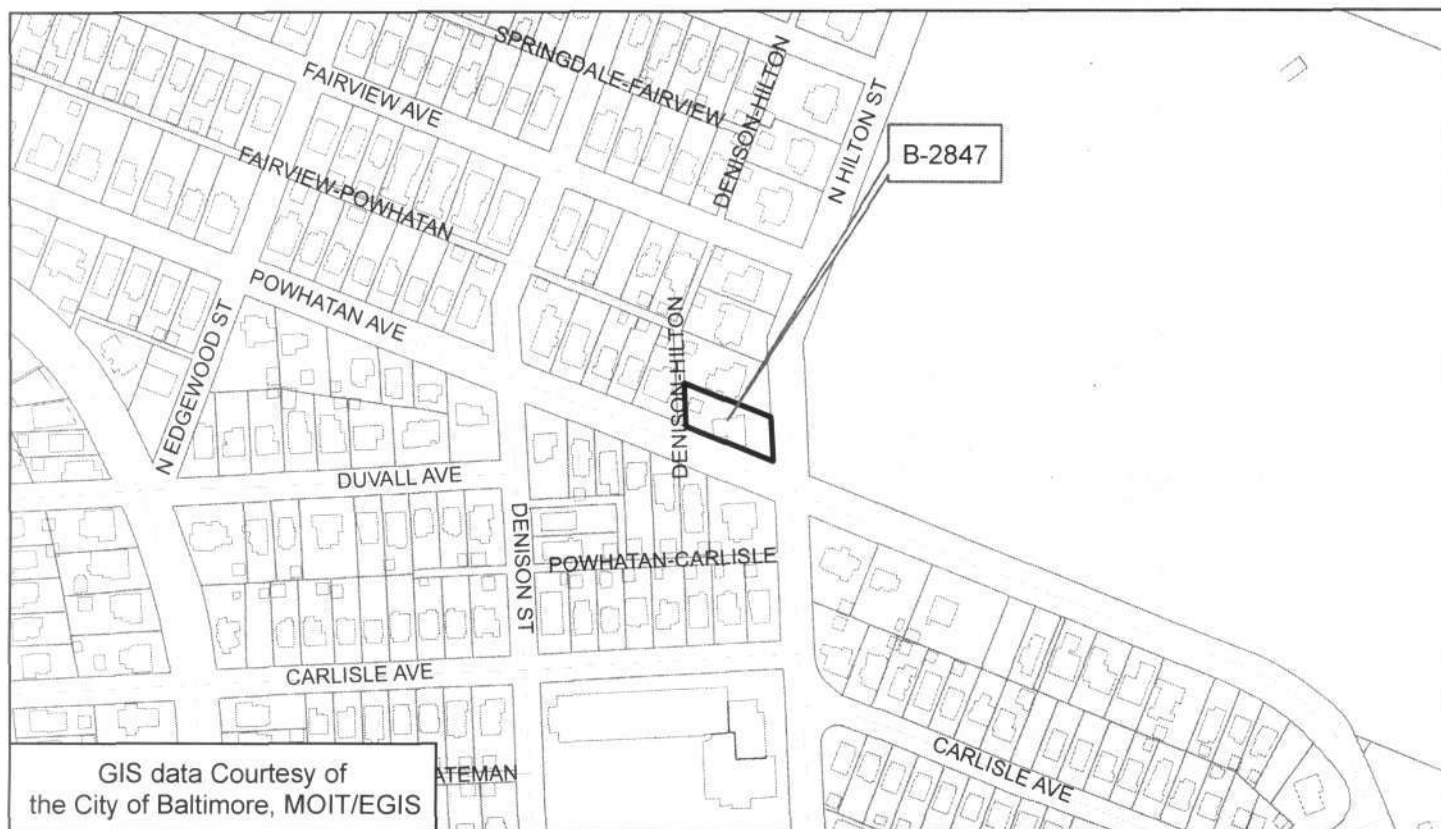 SPRINGDALE-FAIRVIEW
DENISON-HILTON
FAIRVIEW AVE
N HILTON ST
B-2847
FAIRVIEW-POWHATAN
POWHATAN AVE
N EDGEWOOD ST
DENISON-HILTON
DUVALL AVE
DENISON ST
POWHATAN-CARLISLE
CARLISLE AVE
CARLISLE AVE
ATEMAN
GIS data Courtesy of
the City of Baltimore, MOIT/EGIS